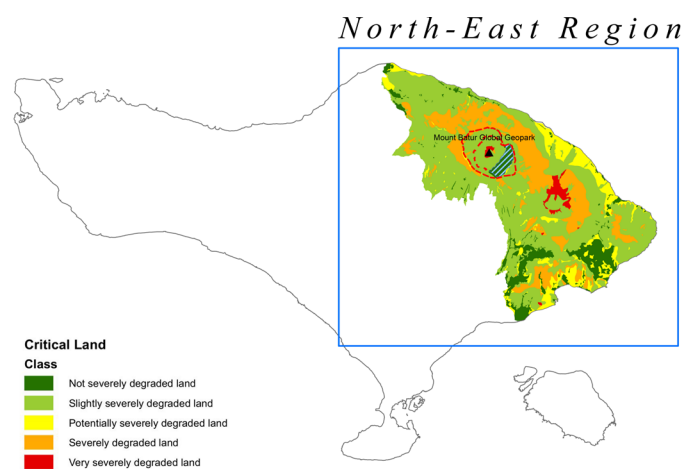 North-East Region
Mount Batur Global Geopark
Critical Land
Class
Not severely degraded land
Slightly severely degraded land
Potentially severely degraded land
Severely degraded land
Very severely degraded land